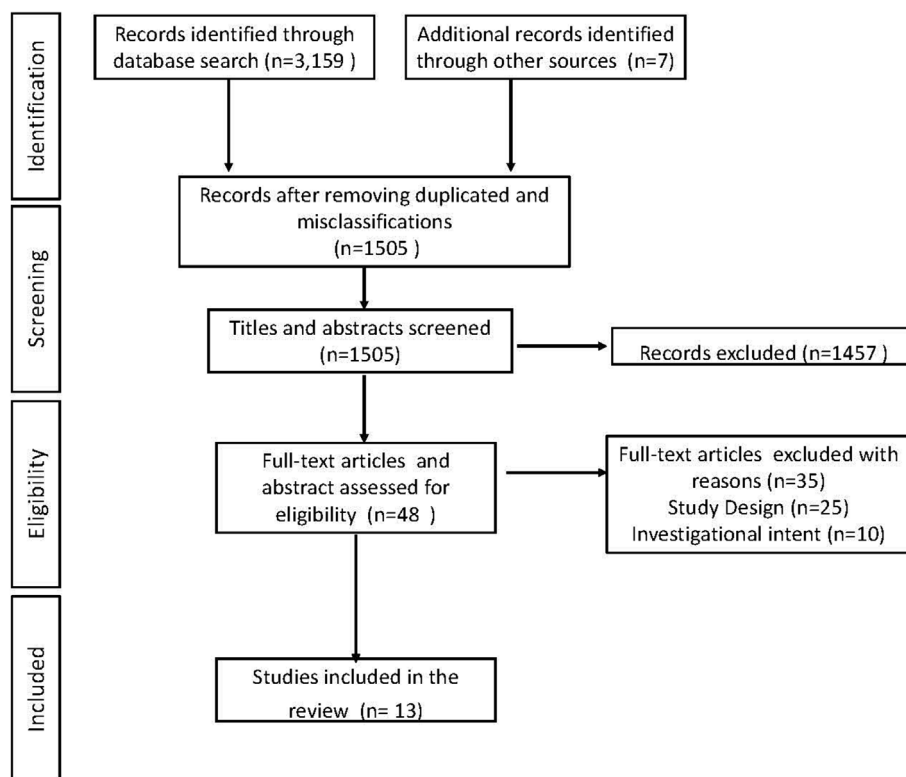 Identification
Records identified through
database search (n=3,159 )
Additional records identified
through other sources  (n=7)
Records after removing duplicated and
misclassifications
(n=1505 )
Screening
Titles and abstracts screened
(n=1505)
Records excluded (n=1457 )
Eligibility
Full-text articles  and
abstract assessed for
eligibility  (n=48  )
Full-text articles  excluded with
reasons (n=35)
Study Design (n=25)
Investigational intent (n=10)
Included
Studies included in the
review (n= 13)